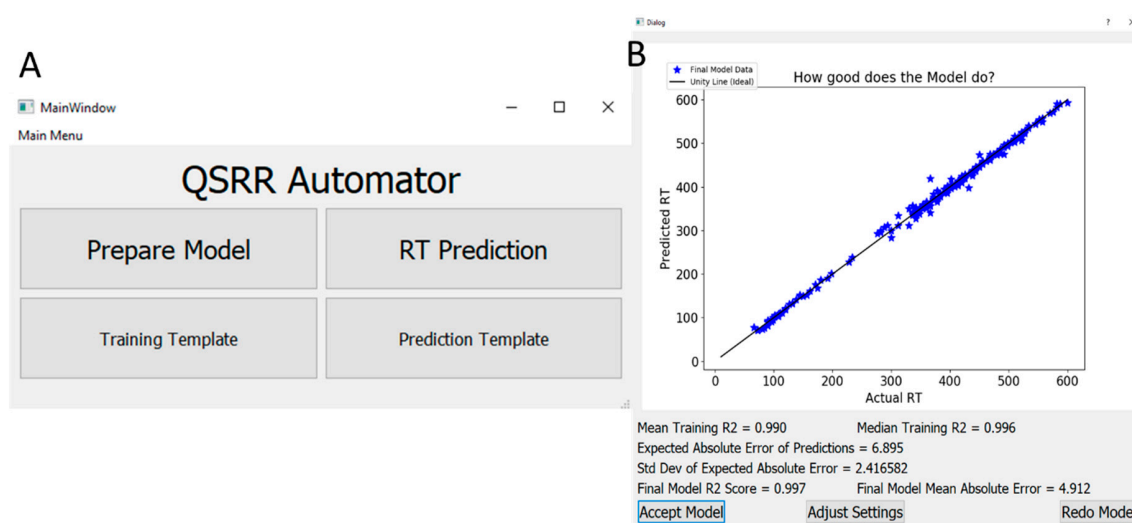 A
MainWindow
Main Menu
QSRR Automator
Prepare Model
RT Prediction
Training Template
Prediction Template
B
Dialog
?
How good does the Model do?
Final Model Data
Unity Line (Ideal)
600
500
400
300
200
100
0
Predicted RT
0 100 200 300 400 500 600
Actual RT
Mean Training R2 = 0.990 Median Training R2 = 0.996
Expected Absolute Error of Predictions = 6.895
Std Dev of Expected Absolute Error = 2.416582
Final Model R2 Score = 0.997 Final Model Mean Absolute Error = 4.912
Accept Model Adjust Settings Redo Mode